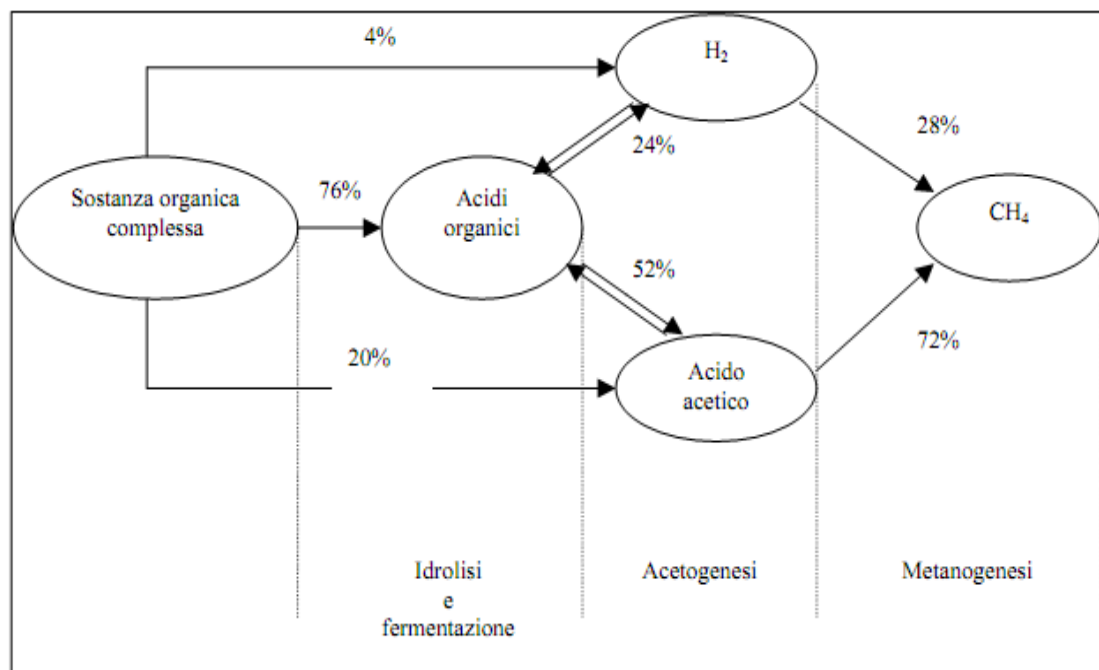 4%
H₂
28%
24%
Sostanza organica
complessa
76%
Acidi
organici
CH₄
52%
72%
20%
Acido
acetico
Idrolisi
e
fermentazione
Acetogenesi
Metanogenesi